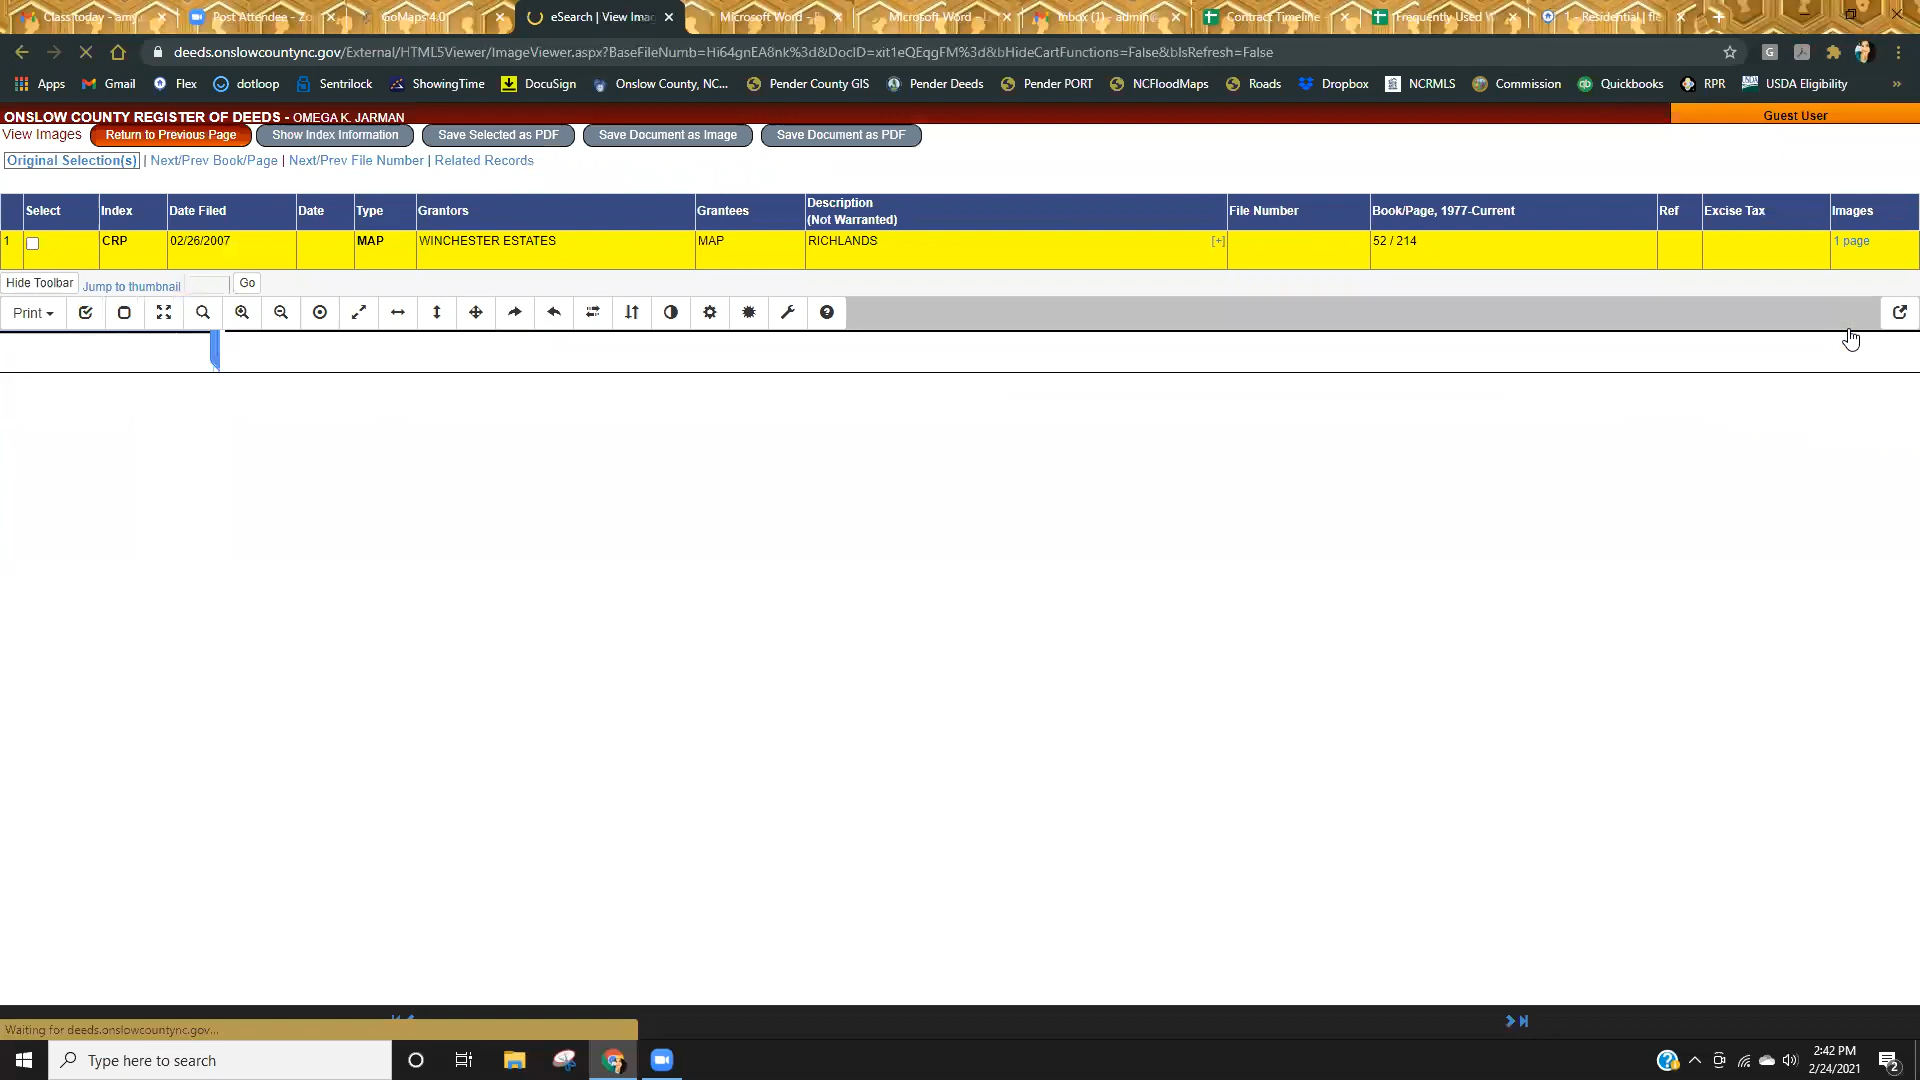 Class today - amy
Post Attendee - Zo
GoMaps 4.0
eSearch | View Ima
Microsoft Word -
Microsoft Word -
Inbox (1) - admin@
Contract Timeline -
Frequently Used W
1 - Residential | fle
deeds.onslowcountync.gov/External/HTML5Viewer/ImageViewer.aspx?BaseFileNumb=Hi64gnEA8nk%3d&DocID=xit1eQEqgFM%3d&bHideCartFunctions=False&bIsRefresh=False
Apps Gmail Flex dotloop Sentrilock ShowingTime DocuSign Onslow County, NC... Pender County GIS Pender Deeds Pender PORT NCFloodMaps Roads Dropbox NCRMLS Commission Quickbooks RPR USDA Eligibility »
ONSLOW COUNTY REGISTER OF DEEDS - OMEGA K. JARMAN
Guest User
View Images Return to Previous Page Show Index Information Save Selected as PDF Save Document as Image Save Document as PDF
Original Selection(s) | Next/Prev Book/Page | Next/Prev File Number | Related Records
Select Index Date Filed Date Type Grantors Grantees Description (Not Warranted) File Number Book/Page, 1977-Current Ref Excise Tax Images
1 CRP 02/26/2007 MAP WINCHESTER ESTATES MAP RICHLANDS [+] 52 / 214 1 page
Hide Toolbar Jump to thumbnail Go
Print
Waiting for deeds.onslowcountync.gov...
Type here to search
2:42 PM
2/24/2021
2